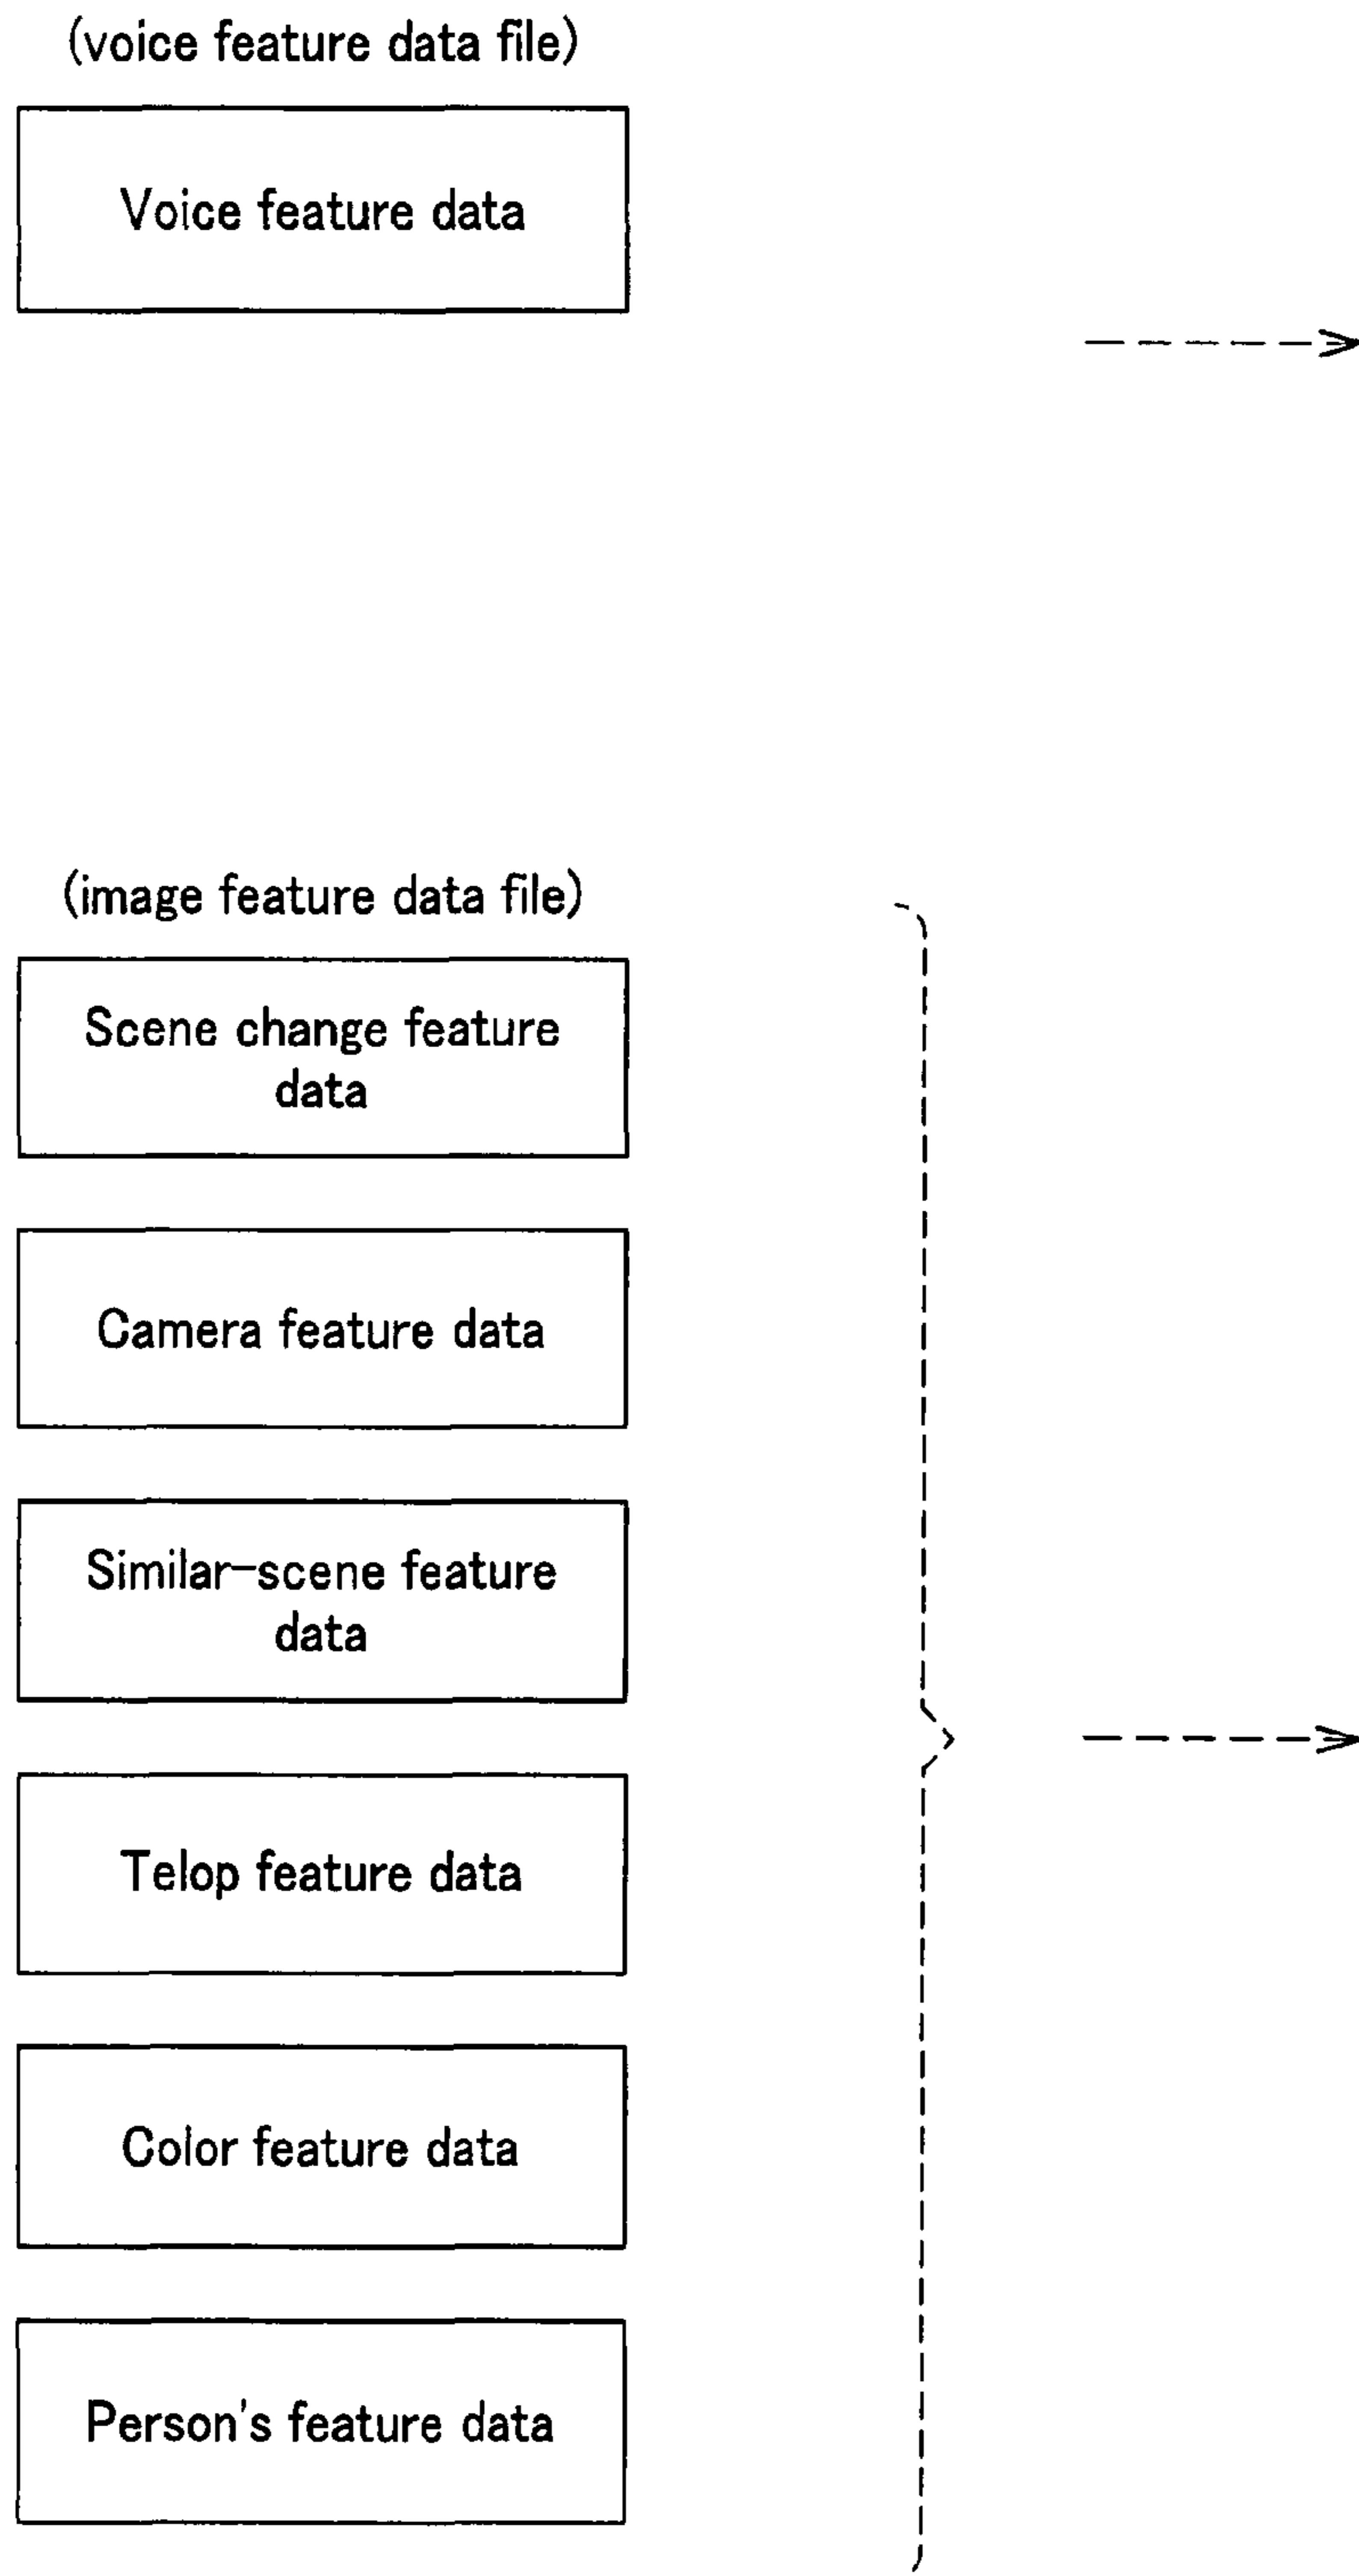 (voice feature data file)
Voice feature data
(image feature data file)
Scene change feature
data
Camera feature data
Similar-scene feature
data
Telop feature data
Color feature data
Person's feature data